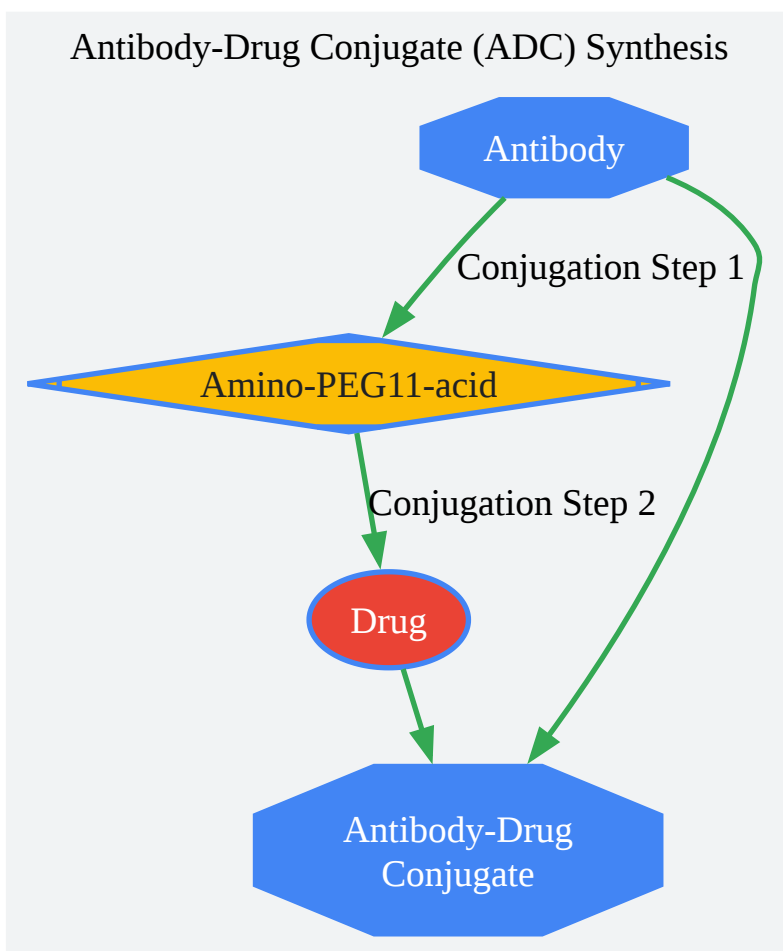 Antibody-Drug Conjugate (ADC) Synthesis
Antibody
Conjugation Step 1
Amino-PEG11-acid
Conjugation Step 2
Drug
Antibody-Drug
Conjugate